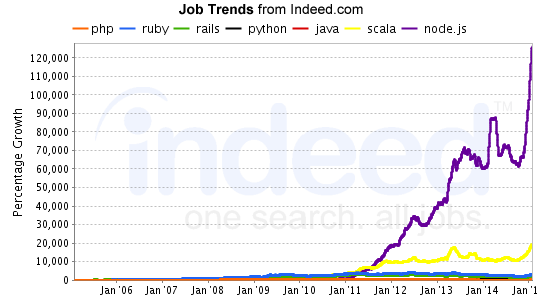 Job Trends from Indeed.com
php ruby rails python java scala node.js
120,000
110,000
100,000
90,000
80,000
70,000
60,000
50,000
40,000
30,000
20,000
10,000
0
Percentage Growth
indeed™
one search. all jobs.
Jan'06 Jan '07 Jan'08 Jan'09 Jan'10 Jan'11 Jan'12 Jan'13 Jan'14 Jan'1